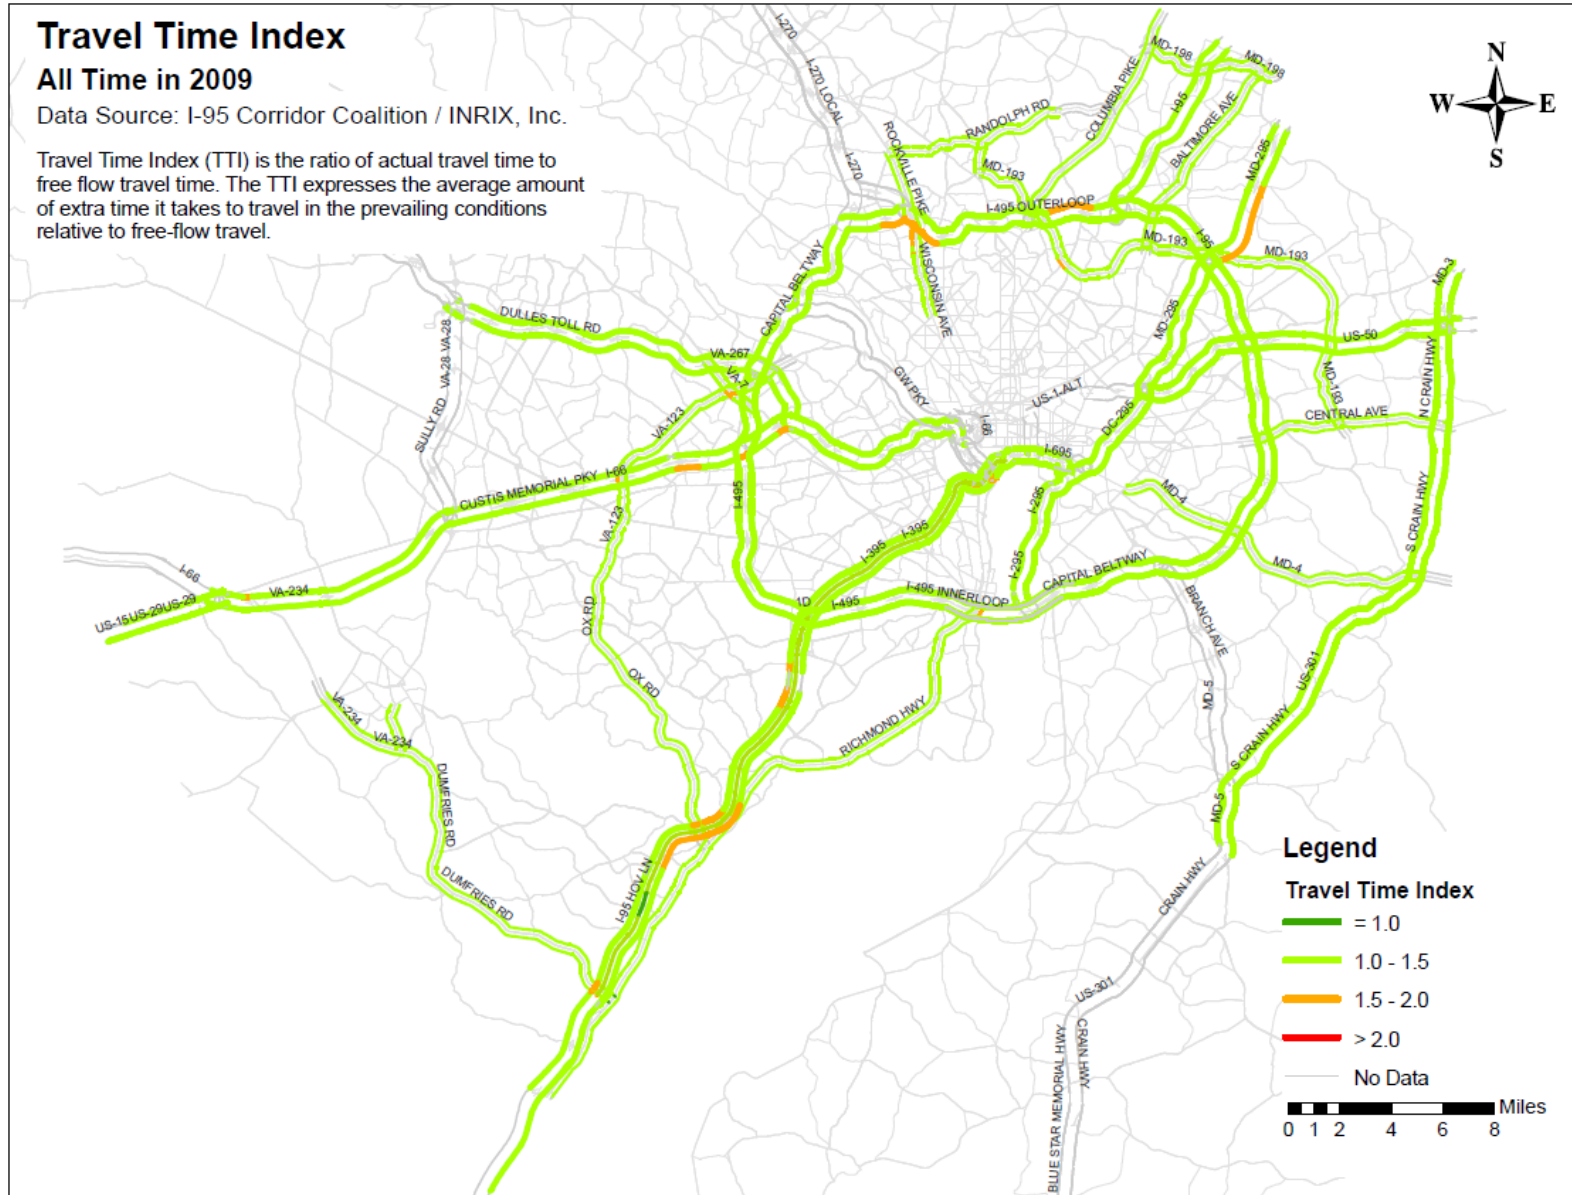 Travel Time Index
All Time in 2009
Data Source: I-95 Corridor Coalition / INRIX, Inc.
Travel Time Index (TTI) is the ratio of actual travel time to
free flow travel time. The TTI expresses the average amount
of extra time it takes to travel in the prevailing conditions
relative to free-flow travel.
N
W E
S
I-270
I-270 LOCAL
I-270
ROCKVILLE PIKE
RANDOLPH RD
MD-193
COLUMBIA PIKE
MD-198
MD-198
I-95
BALTIMORE AVE
MD-295
I-495 OUTERLOOP
MD-193
I-95
MD-193
MD-3
WISCONSIN AVE
CAPITAL BELTWAY
DULLES TOLL RD
VA-28
VA-28
SULLY RD
VA-267
VA-7
VA-123
GW PKY
US-1-ALT
I-66
MD-295
DC-295
US-50
MD-193
N CRAIN HWY
CENTRAL AVE
I-695
CUSTIS MEMORIAL PKY
I-66
I-495
VA-123
I-395
I-395
I-295
I-295
MD-4
MD-4
S CRAIN HWY
CAPITAL BELTWAY
I-495 INNERLOOP
I-495
1D
I-66
VA-234
US-15US-29US-29
OX RD
OX RD
BRANCH AVE
MD-5
US-301
S CRAIN HWY
MD-5
RICHMOND HWY
VA-234
VA-234
DUMFRIES RD
DUMFRIES RD
I-95 HOV LN
CRAIN HWY
US-301
BLUE STAR MEMORIAL HWY
CRAIN HWY
Legend
Travel Time Index
= 1.0
1.0 - 1.5
1.5 - 2.0
> 2.0
No Data
Miles
0 1 2 4 6 8